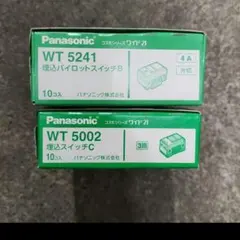 Panasonic コスモシリーズ ワイド21
WT 5241 4A
埋込パイロットスイッチB 片切
10コ入 パナソニック株式会社
Panasonic コスモシリーズ ワイド21
WT 5002 3路
埋込スイッチC
10コ入 パナソニック株式会社